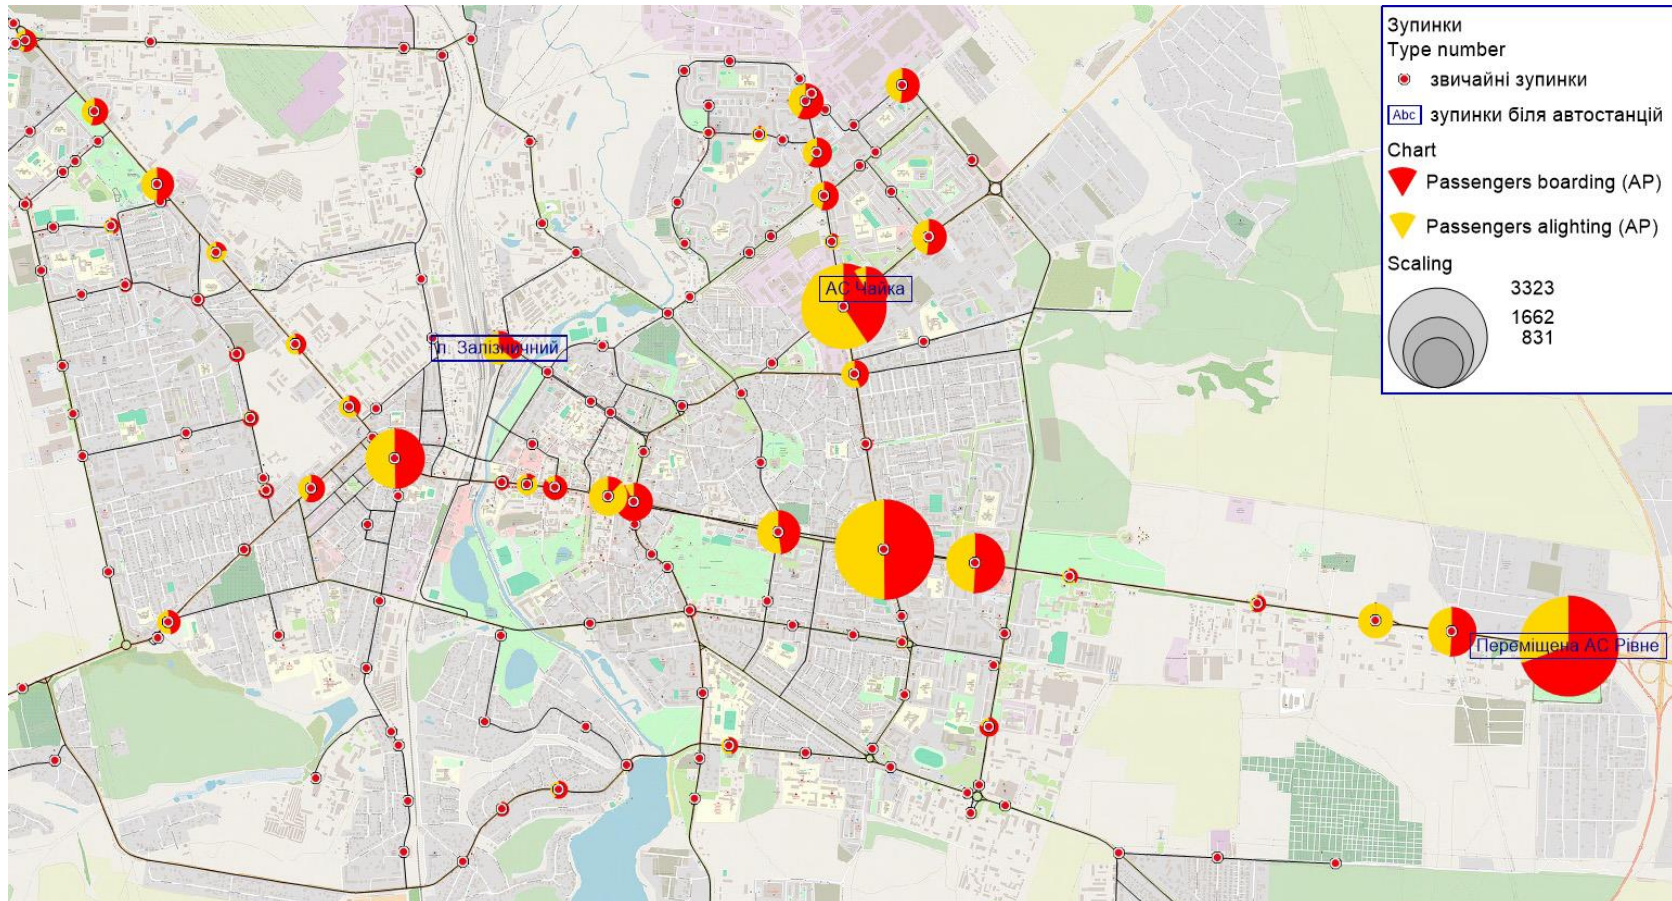 Зупинки
Type number
звичайні зупинки
Abc зупинки біля автостанцій
Chart
Passengers boarding (AP)
Passengers alighting (AP)
Scaling
3323
1662
831
АС Чайка
п. Залізничний
Переміщена АС Рівне